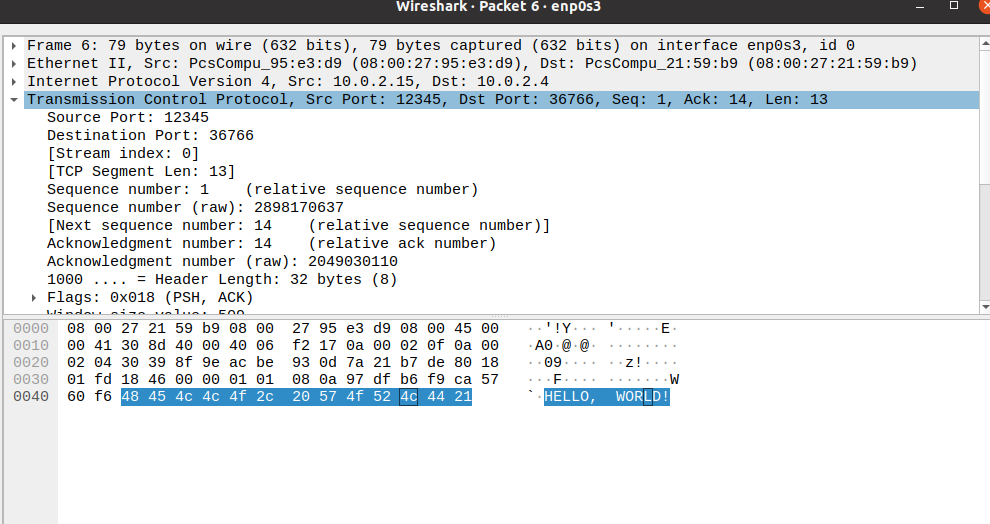 Wireshark · Packet 6 · enp0s3
Frame 6: 79 bytes on wire (632 bits), 79 bytes captured (632 bits) on interface enp0s3, id 0
Ethernet II, Src: PcsCompu_95:e3:d9 (08:00:27:95:e3:d9), Dst: PcsCompu_21:59:b9 (08:00:27:21:59:b9)
Internet Protocol Version 4, Src: 10.0.2.15, Dst: 10.0.2.4
Transmission Control Protocol, Src Port: 12345, Dst Port: 36766, Seq: 1, Ack: 14, Len: 13
Source Port: 12345
Destination Port: 36766
[Stream index: 0]
[TCP Segment Len: 13]
Sequence number: 1    (relative sequence number)
Sequence number (raw): 2898170637
[Next sequence number: 14    (relative sequence number)]
Acknowledgment number: 14    (relative ack number)
Acknowledgment number (raw): 2049030110
1000 .... = Header Length: 32 bytes (8)
Flags: 0x018 (PSH, ACK)
Window size value: 509
0000  08 00 27 21 59 b9 08 00  27 95 e3 d9 08 00 45 00  ··'!Y··· '·····E·
0010  00 41 30 8d 40 00 40 06  f2 17 0a 00 02 0f 0a 00  ·A0·@·@· ········
0020  02 04 30 39 8f 9e ac be  93 0d 7a 21 b7 de 80 18  ··09···· ··z!····
0030  01 fd 18 46 00 00 01 01  08 0a 97 df b6 f9 ca 57  ···F···· ·······W
0040  60 f6 48 45 4c 4c 4f 2c  20 57 4f 52 4c 44 21  `·HELLO,  WORLD!